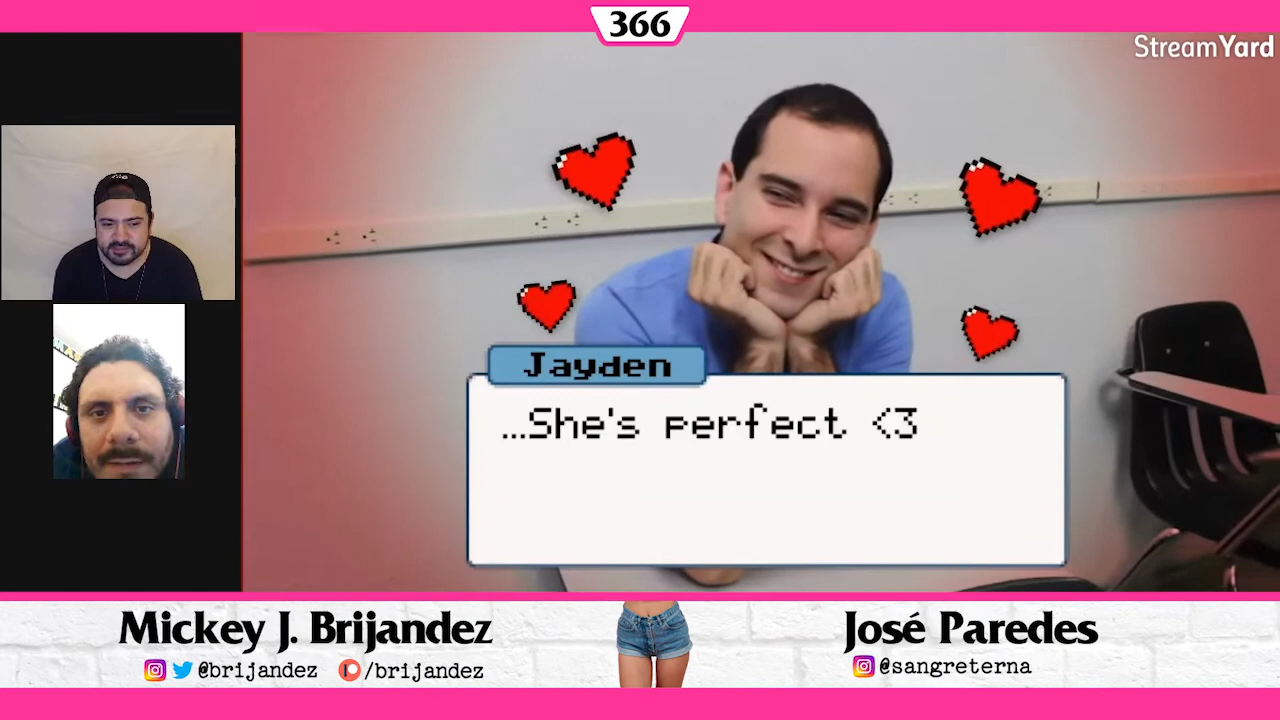 366
StreamYard
Jayden
...She's perfect <3
Mickey J. Brijandez
@brijandez /brijandez
José Paredes
@sangreterna